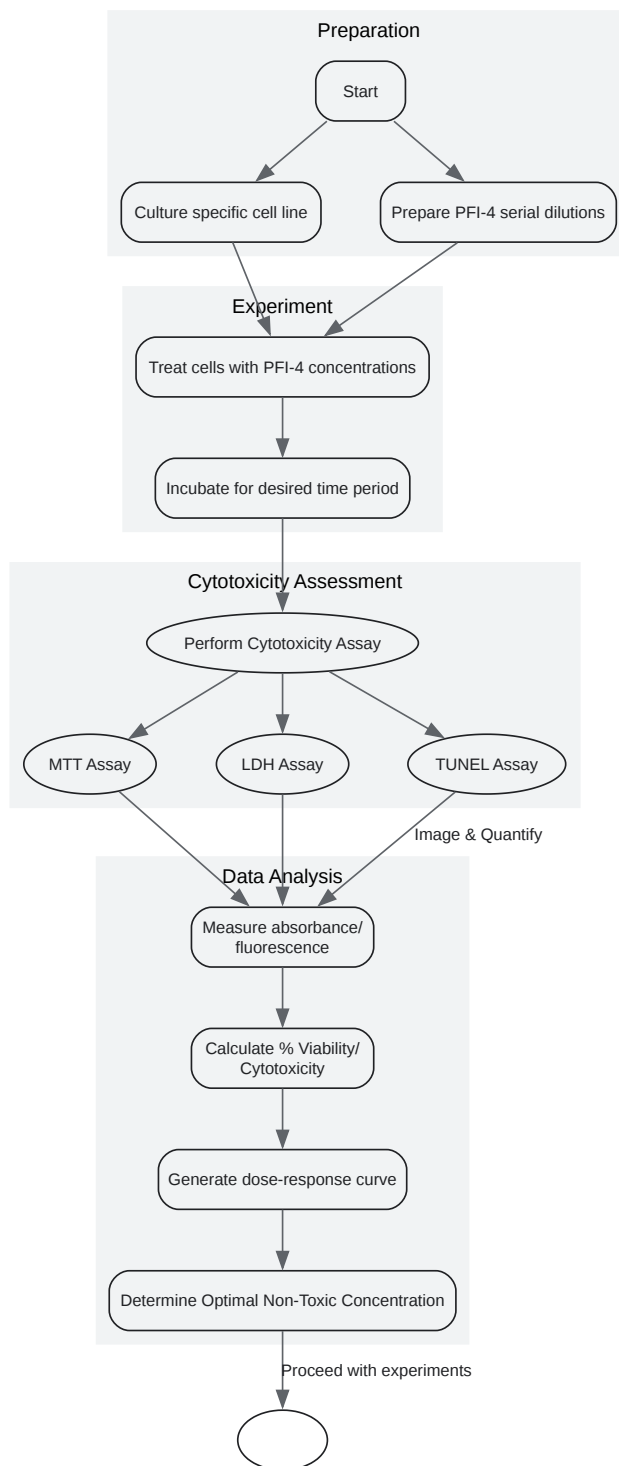 Preparation
Start
Culture specific cell line
Prepare PFI-4 serial dilutions
Experiment
Treat cells with PFI-4 concentrations
Incubate for desired time period
Cytotoxicity Assessment
Perform Cytotoxicity Assay
MTT Assay
LDH Assay
TUNEL Assay
Image & Quantify
Data Analysis
Measure absorbance/
fluorescence
Calculate % Viability/
Cytotoxicity
Generate dose-response curve
Determine Optimal Non-Toxic Concentration
Proceed with experiments